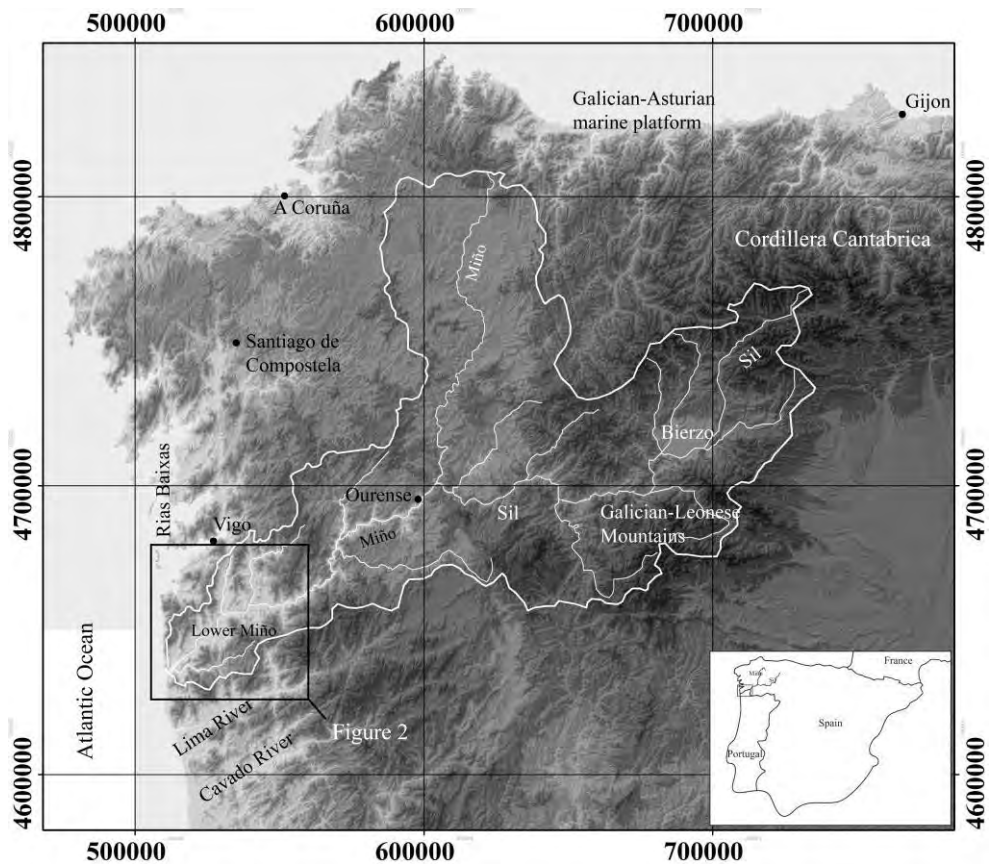 500000
600000
700000
Galician-Asturian
marine platform
Gijon
4800000
4800000
A Coruña
Miño
Cordillera Cantabrica
Santiago de
Compostela
Sil
Bierzo
Rias Baixas
4700000
4700000
Ourense
Sil
Galician-Leonese
Mountains
Vigo
Miño
Lower Miño
Atlantic Ocean
Lima River
Figure 2
Cavado River
4600000
4600000
France
Miño
Sil
Spain
Portugal
500000
600000
700000